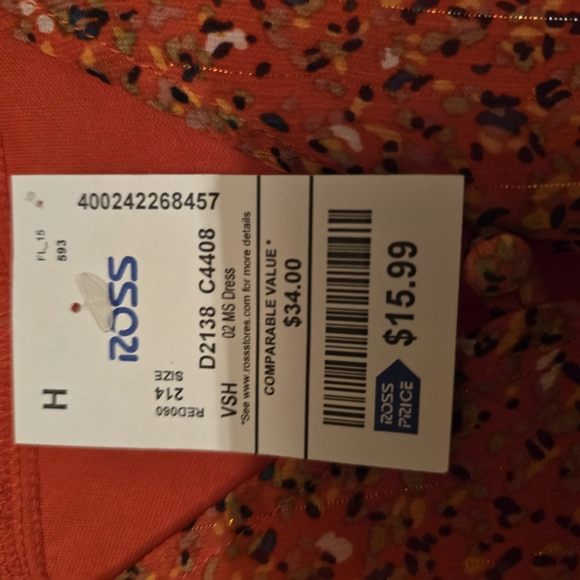 400242268457
FL_15
593
ROSS
H
RED060
214
SIZE
D2138 C4408
VSH 02 MS Dress
*See www.rossstores.com for more details
COMPARABLE VALUE *
$34.00
ROSS
PRICE
$15.99